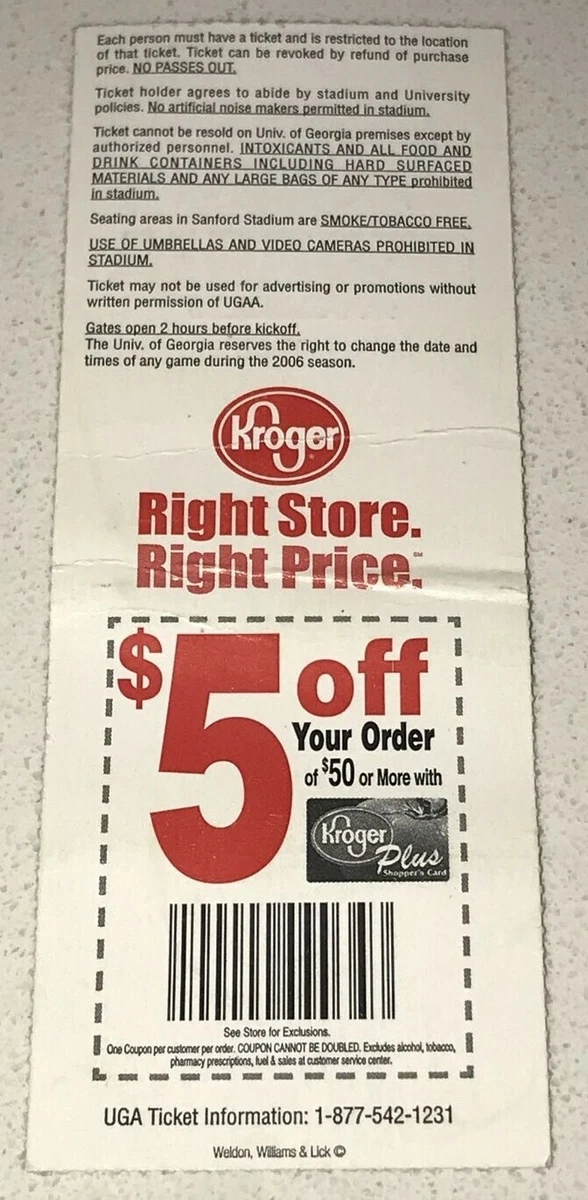 Each person must have a ticket and is restricted to the location
of that ticket. Ticket can be revoked by refund of purchase
price. NO PASSES OUT.
Ticket holder agrees to abide by stadium and University
policies. No artificial noise makers permitted in stadium.
Ticket cannot be resold on Univ. of Georgia premises except by
authorized personnel. INTOXICANTS AND ALL FOOD AND
DRINK CONTAINERS INCLUDING HARD SURFACED
MATERIALS AND ANY LARGE BAGS OF ANY TYPE prohibited
in stadium.
Seating areas in Sanford Stadium are SMOKE/TOBACCO FREE.
USE OF UMBRELLAS AND VIDEO CAMERAS PROHIBITED IN
STADIUM.
Ticket may not be used for advertising or promotions without
written permission of UGAA.
Gates open 2 hours before kickoff.
The Univ. of Georgia reserves the right to change the date and
times of any game during the 2006 season.
Kroger
Right Store.
Right Price.℠
$5 off
Your Order
of $50 or More with
Kroger
Plus
Shopper's Card
See Store for Exclusions.
One Coupon per customer per order. COUPON CANNOT BE DOUBLED. Excludes alcohol, tobacco,
pharmacy prescriptions, fuel & sales at customer service center.
UGA Ticket Information: 1-877-542-1231
Weldon, Williams & Lick ©